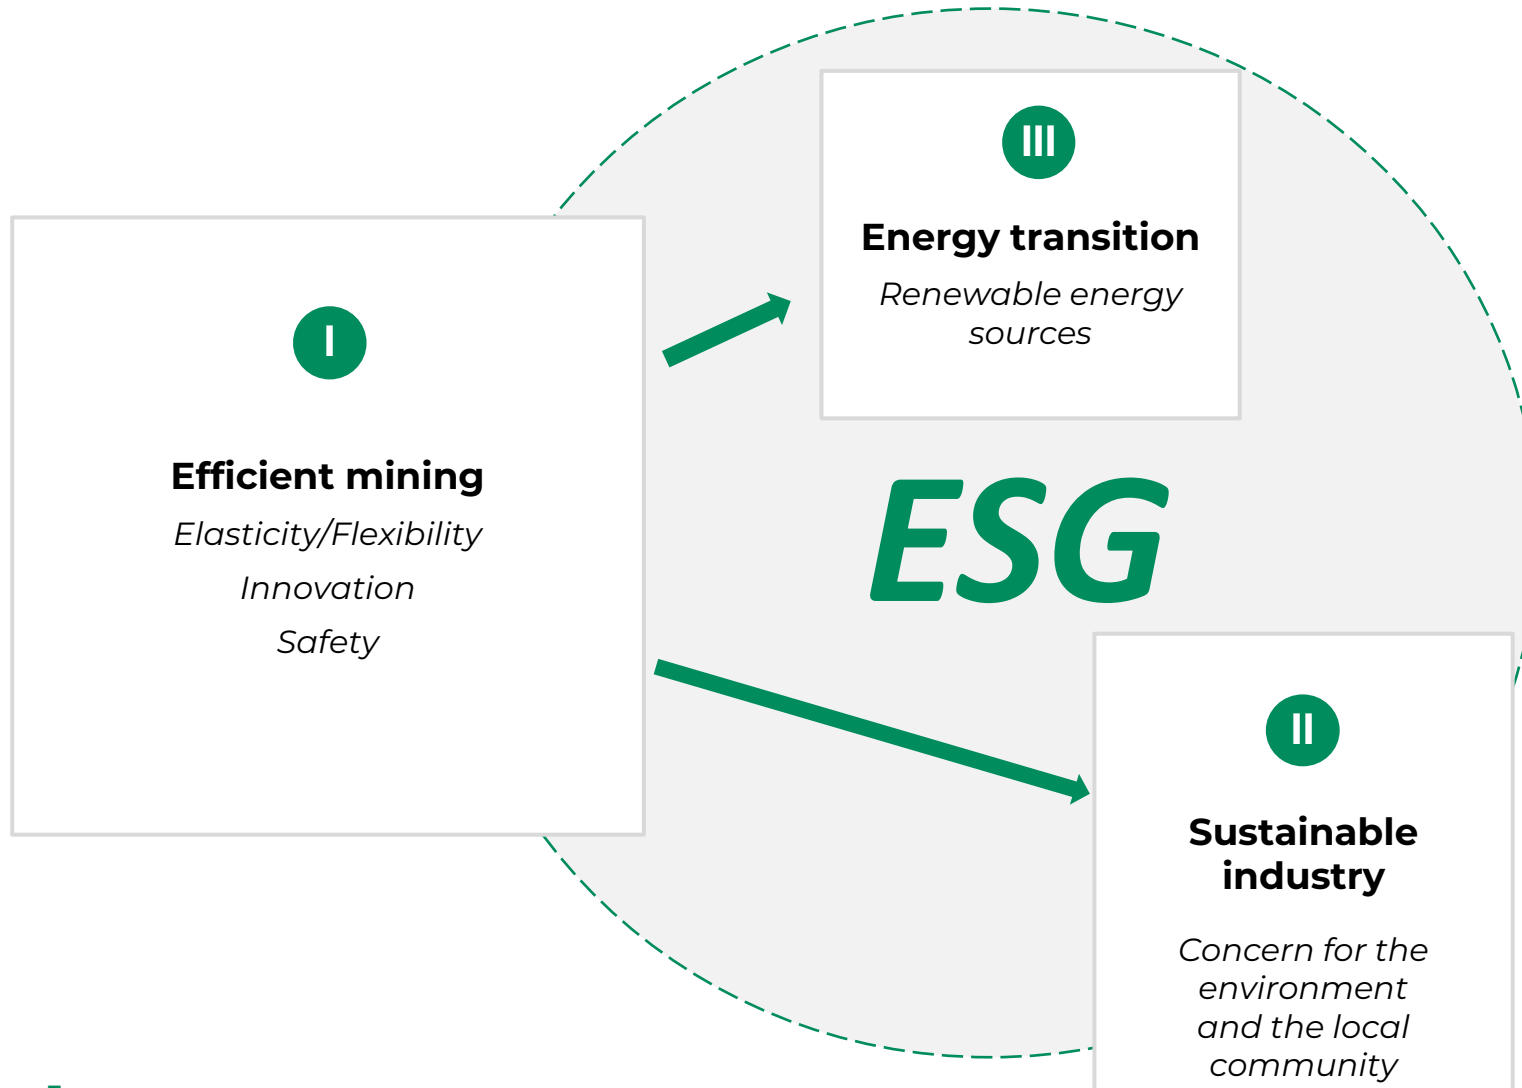 I
Efficient mining
Elasticity/Flexibility
Innovation
Safety
III
Energy transition
Renewable energy
sources
ESG
II
Sustainable
industry
Concern for the
environment
and the local
community